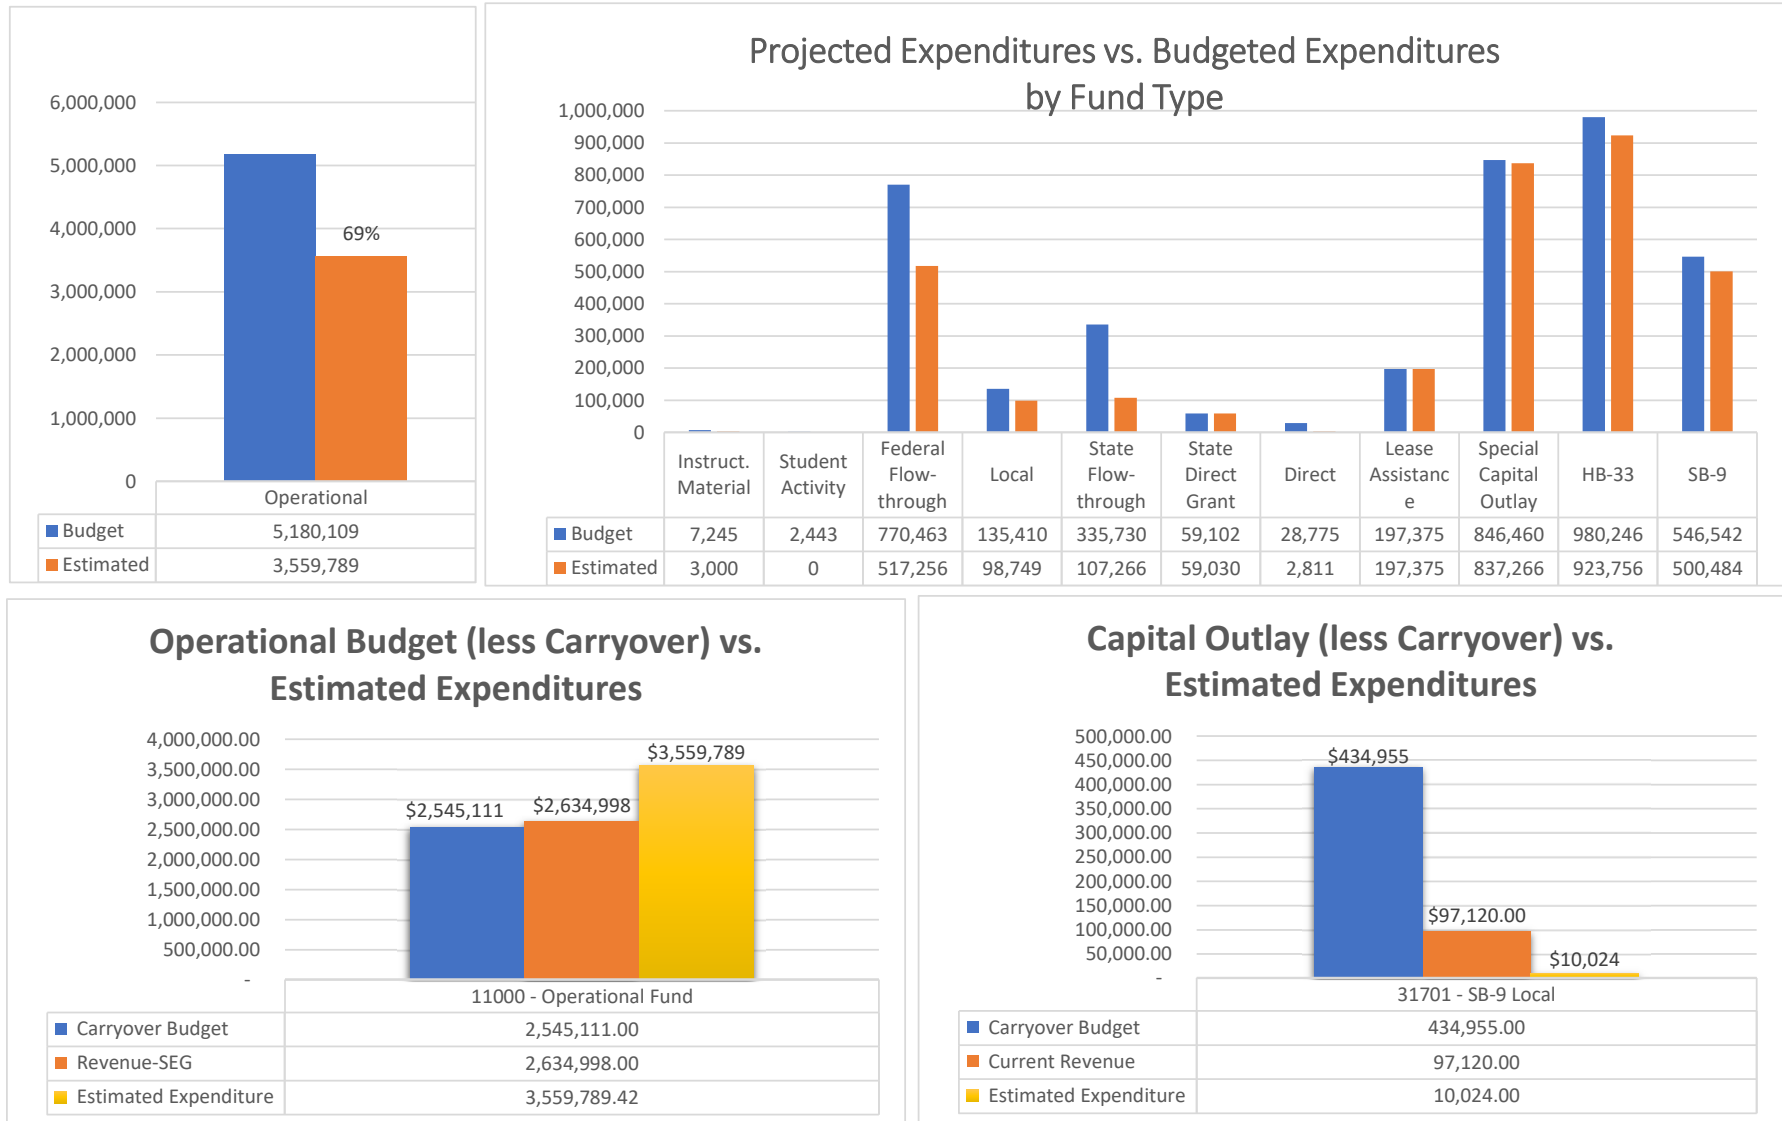 6,000,000
5,000,000
4,000,000
3,000,000
2,000,000
1,000,000
0
69%
Operational
Budget 5,180,109
Estimated 3,559,789
Projected Expenditures vs. Budgeted Expenditures
by Fund Type
1,000,000
900,000
800,000
700,000
600,000
500,000
400,000
300,000
200,000
100,000
0
Instruct. Material Student Activity Federal Flow-through Local State Flow-through State Direct Grant Direct Lease Assistanc e Special Capital Outlay HB-33 SB-9
Budget 7,245 2,443 770,463 135,410 335,730 59,102 28,775 197,375 846,460 980,246 546,542
Estimated 3,000 0 517,256 98,749 107,266 59,030 2,811 197,375 837,266 923,756 500,484
Operational Budget (less Carryover) vs.
Estimated Expenditures
4,000,000.00
3,500,000.00
3,000,000.00
2,500,000.00
2,000,000.00
1,500,000.00
1,000,000.00
500,000.00
-
$2,545,111 $2,634,998 $3,559,789
11000 - Operational Fund
Carryover Budget 2,545,111.00
Revenue-SEG 2,634,998.00
Estimated Expenditure 3,559,789.42
Capital Outlay (less Carryover) vs.
Estimated Expenditures
500,000.00
450,000.00
400,000.00
350,000.00
300,000.00
250,000.00
200,000.00
150,000.00
100,000.00
50,000.00
-
$434,955
$97,120.00
$10,024
31701 - SB-9 Local
Carryover Budget 434,955.00
Current Revenue 97,120.00
Estimated Expenditure 10,024.00